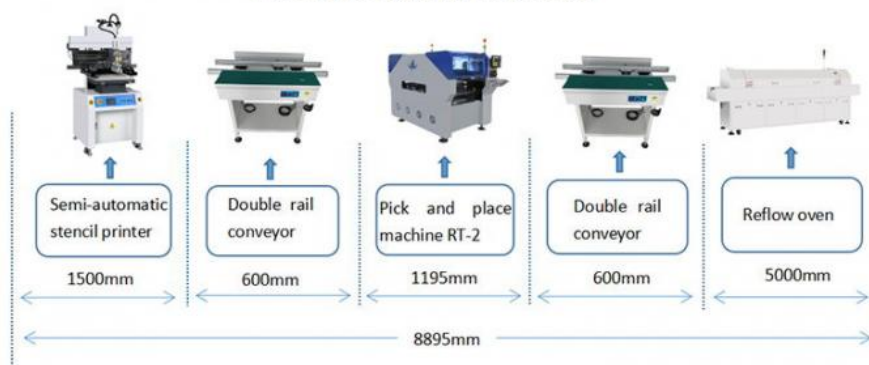 Semi-automatic
stencil printer
Double rail
conveyor
Pick and place
machine RT-2
Double rail
conveyor
Reflow oven
1500mm
600mm
1195mm
600mm
5000mm
8895mm